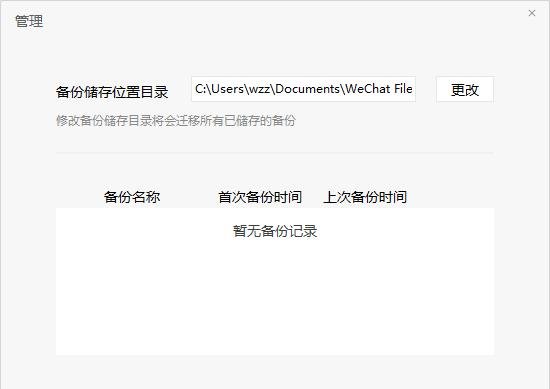 管理
备份储存位置目录 C:\Users\wzz\Documents\WeChat File 更改
修改备份储存目录将会迁移所有已储存的备份
备份名称 首次备份时间 上次备份时间
暂无备份记录